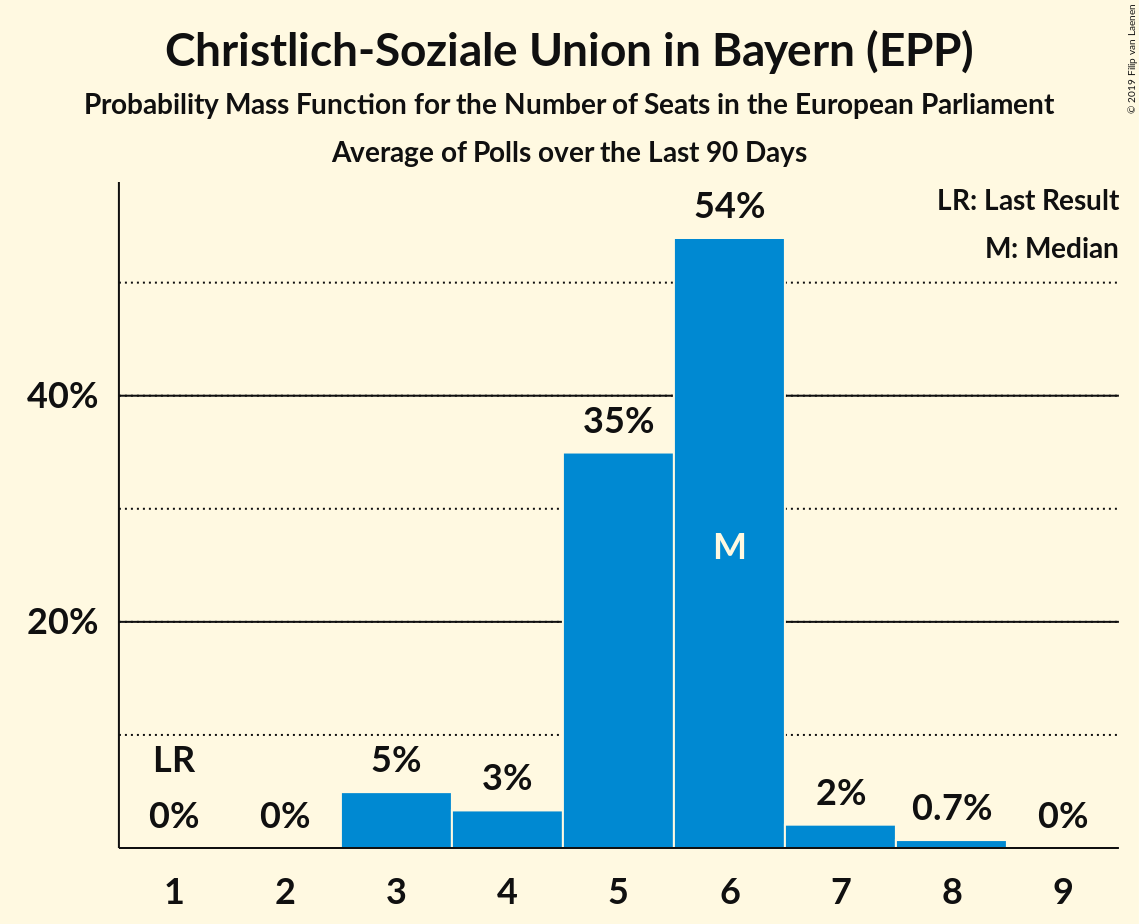 Christlich-Soziale Union in Bayern (EPP)
Probability Mass Function for the Number of Seats in the European Parliament
Average of Polls over the Last 90 Days
© 2019 Filip van Laenen
LR: Last Result
M: Median
54%
40%
35%
M
20%
LR
5%
3%
2%
0.7%
0%
0%
0%
1 2 3 4 5 6 7 8 9